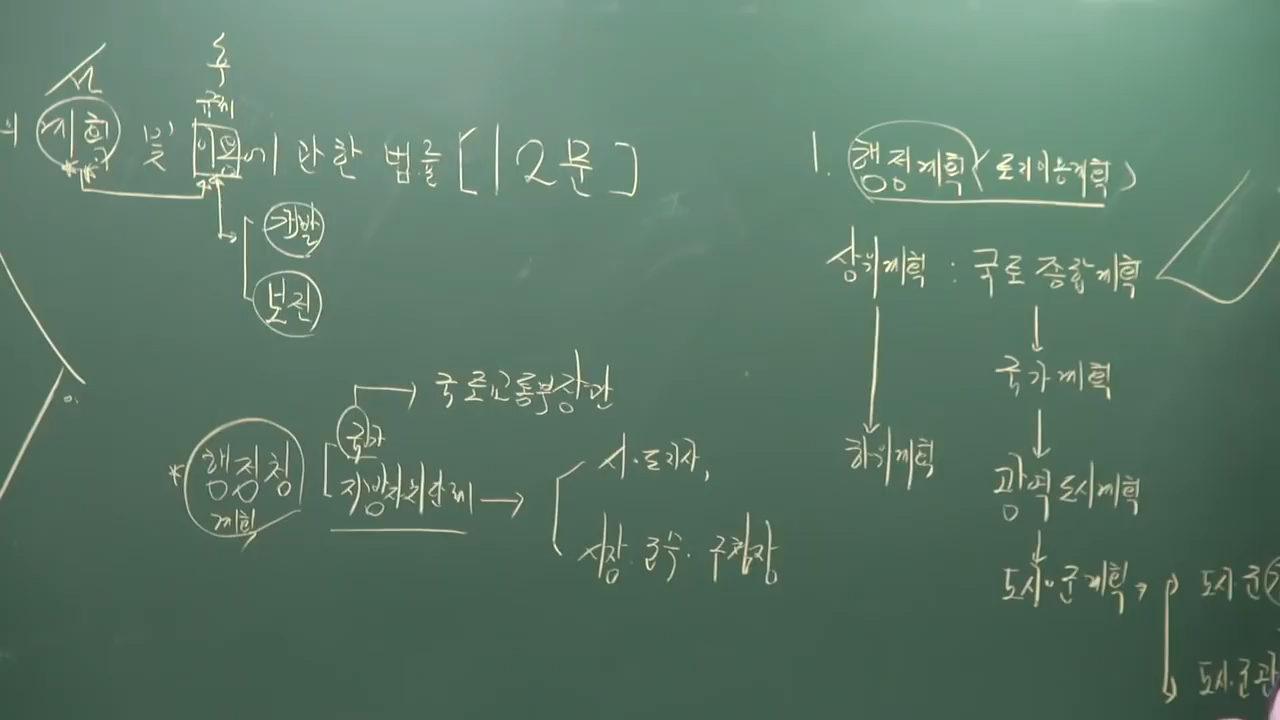 선
후
규제
의 계획 및 이용에 관한 법률 [12문]
개발
보전
국토교통부장관
국가
행정청
계획
지방자치단체
시·도지사,
시장·군수·구청장
1. 행정계획(토지이용계획)
상위계획 : 국토종합계획
국가계획
하위계획
광역도시계획
도시·군계획
도시·군
도시·군관